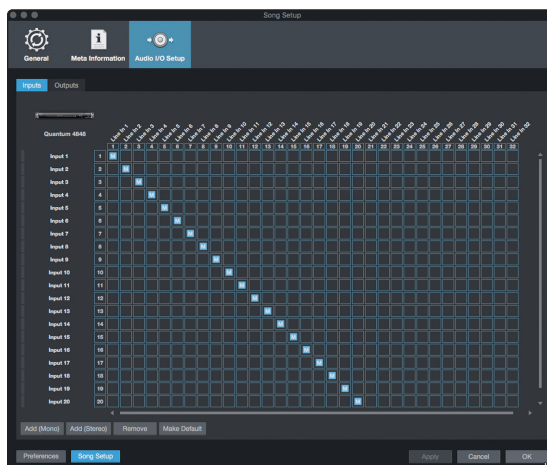 Song Setup
General
Meta Information
Audio I/O Setup
Inputs Outputs
Quantum 4848
Line In 1 Line In 2 Line In 3 Line In 4 Line In 5 Line In 6 Line In 7 Line In 8 Line In 9 Line In 10 Line In 11 Line In 12 Line In 13 Line In 14 Line In 15 Line In 16 Line In 17 Line In 18 Line In 19 Line In 20 Line In 21 Line In 22 Line In 23 Line In 24 Line In 25 Line In 26 Line In 27 Line In 28 Line In 29 Line In 30 Line In 31 Line In 32
1 2 3 4 5 6 7 8 9 10 11 12 13 14 15 16 17 18 19 20 21 22 23 24 25 26 27 28 29 30 31 32
Input 1 1 M
Input 2 2 M
Input 3 3 M
Input 4 4 M
Input 5 5 M
Input 6 6 M
Input 7 7 M
Input 8 8 M
Input 9 9 M
Input 10 10 M
Input 11 11 M
Input 12 12 M
Input 13 13 M
Input 14 14 M
Input 15 15 M
Input 16 16 M
Input 17 17 M
Input 18 18 M
Input 19 19 M
Input 20 20 M
Add (Mono) Add (Stereo) Remove Make Default
Preferences Song Setup Apply Cancel OK